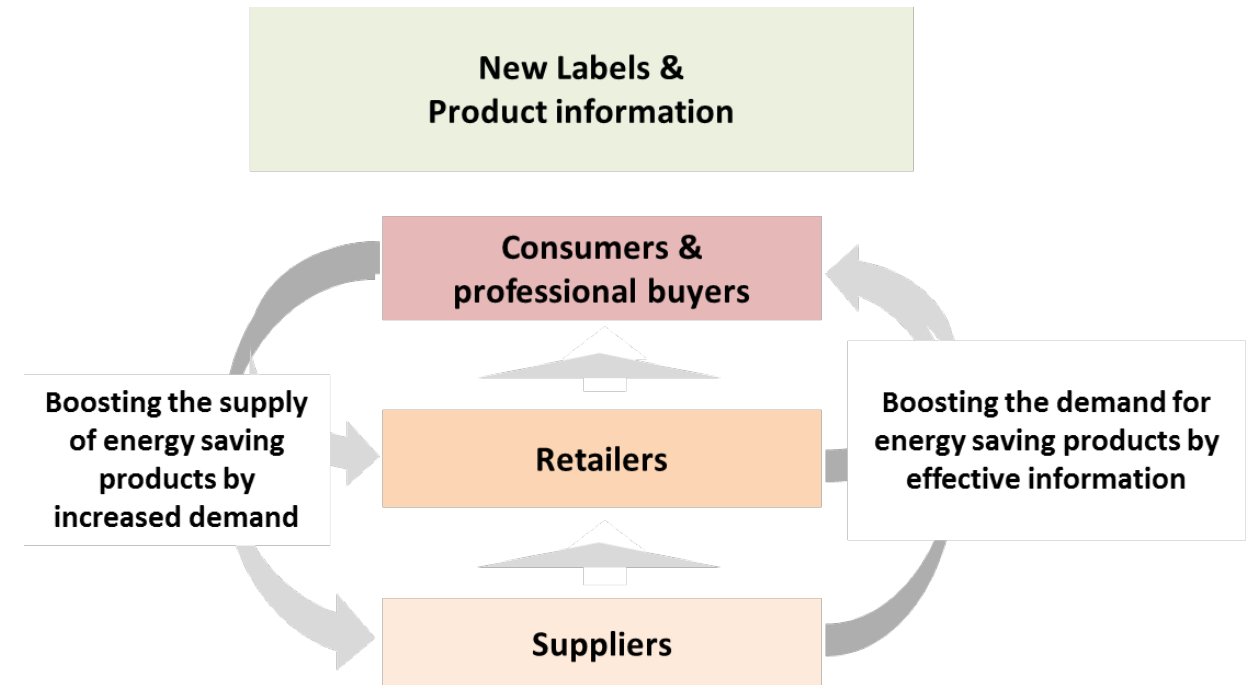 New Labels &
Product information
Consumers &
professional buyers
Boosting the supply
of energy saving
products by
increased demand
Retailers
Boosting the demand for
energy saving products by
effective information
Suppliers